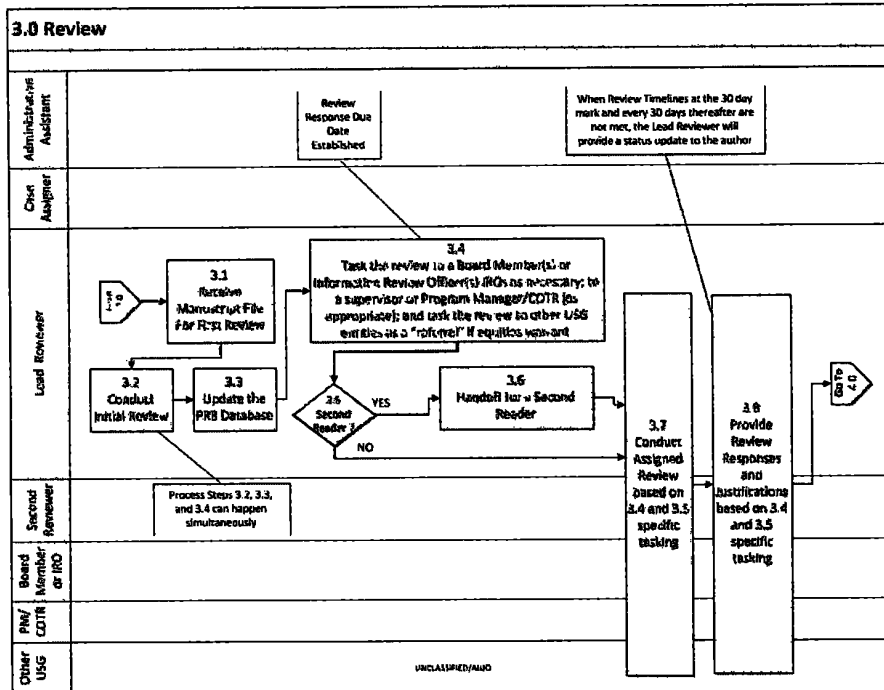 3.0 Review
Administrative
Assistant
Review
Response Due
Date
Established
When Review Timelines at the 30 day
mark and every 30 days thereafter are
not met, the Lead Reviewer will
provide a status update to the author
Case
Assigner
Lead Reviewer
3.1
Receive
Manuscript File
For First Review
3.4
Task the review to a Board Member(s) or
Information Review Officer(s) IROs as necessary; to
a supervisor or Program Manager/COTR (as
appropriate); and task the review to other USG
entities as a "referral" if equities warrant
3.2
Conduct
Initial Review
3.3
Update the
PRB Database
3.5
Second
Reader ?
YES
NO
3.6
Handoff for a Second
Reader
3.7
Conduct
Assigned
Review
based on
3.4 and 3.5
specific
tasking
3.8
Provide
Review
Responses
and
Justifications
based on 3.4
and 3.5
specific
tasking
Go To
4.0
Second
Reviewer
Process Steps 3.2, 3.3,
and 3.4 can happen
simultaneously
Board
Member
or IRO
PM/
COTR
Other
USG
UNCLASSIFIED/